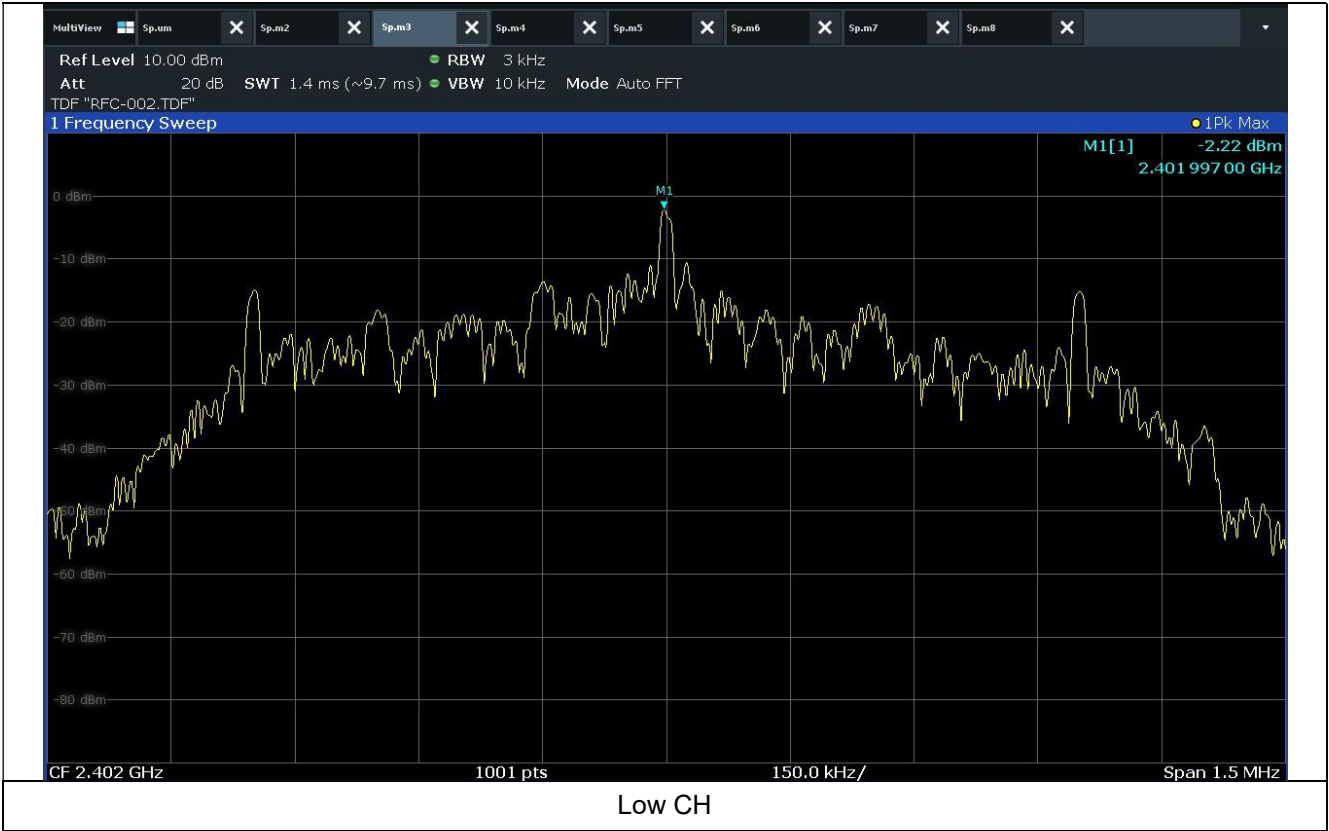 MultiView Sp.um Sp.m2 Sp.m3 Sp.m4 Sp.m5 Sp.m6 Sp.m7 Sp.m8
Ref Level 10.00 dBm RBW 3 kHz
Att 20 dB SWT 1.4 ms (~9.7 ms) VBW 10 kHz Mode Auto FFT
TDF "RFC-002.TDF"
1 Frequency Sweep 1Pk Max
M1[1] -2.22 dBm
2.401 997 00 GHz
M1
0 dBm
-10 dBm
-20 dBm
-30 dBm
-40 dBm
-50 dBm
-60 dBm
-70 dBm
-80 dBm
CF 2.402 GHz 1001 pts 150.0 kHz/ Span 1.5 MHz
Low CH